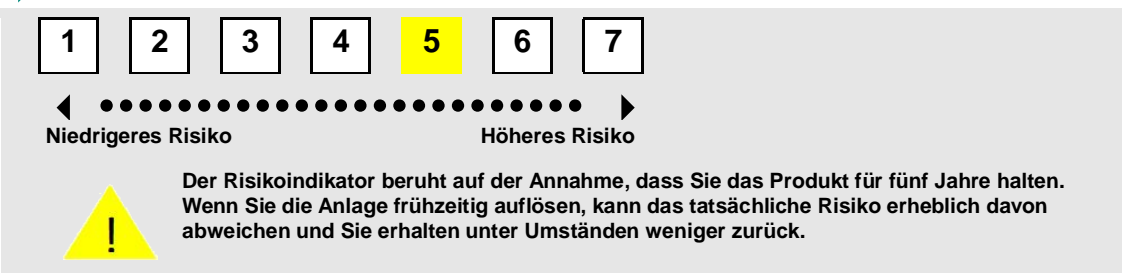 1 2 3 4 5 6 7
Niedrigeres Risiko Höheres Risiko
Der Risikoindikator beruht auf der Annahme, dass Sie das Produkt für fünf Jahre halten.
Wenn Sie die Anlage frühzeitig auflösen, kann das tatsächliche Risiko erheblich davon
abweichen und Sie erhalten unter Umständen weniger zurück.
!